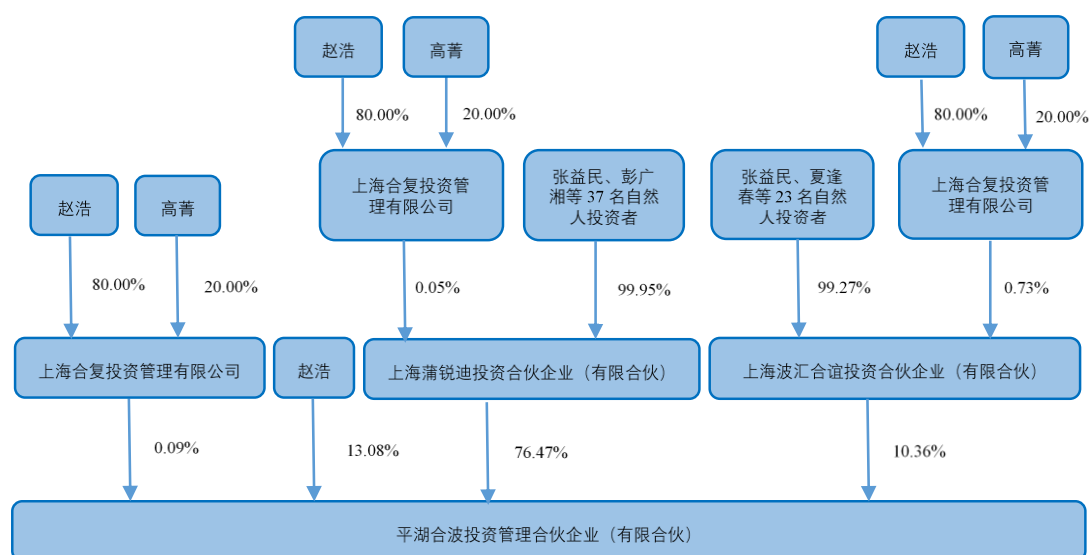 赵浩
高菁
赵浩
高菁
80.00%
20.00%
80.00%
20.00%
上海合复投资管
理有限公司
张益民、彭广
湘等 37 名自然
人投资者
张益民、夏逢
春等 23 名自然
人投资者
上海合复投资管
理有限公司
赵浩
高菁
80.00%
20.00%
0.05%
99.95%
99.27%
0.73%
上海合复投资管理有限公司
赵浩
上海蒲锐迪投资合伙企业（有限合伙）
上海波汇合谊投资合伙企业（有限合伙）
0.09%
13.08%
76.47%
10.36%
平湖合波投资管理合伙企业（有限合伙）